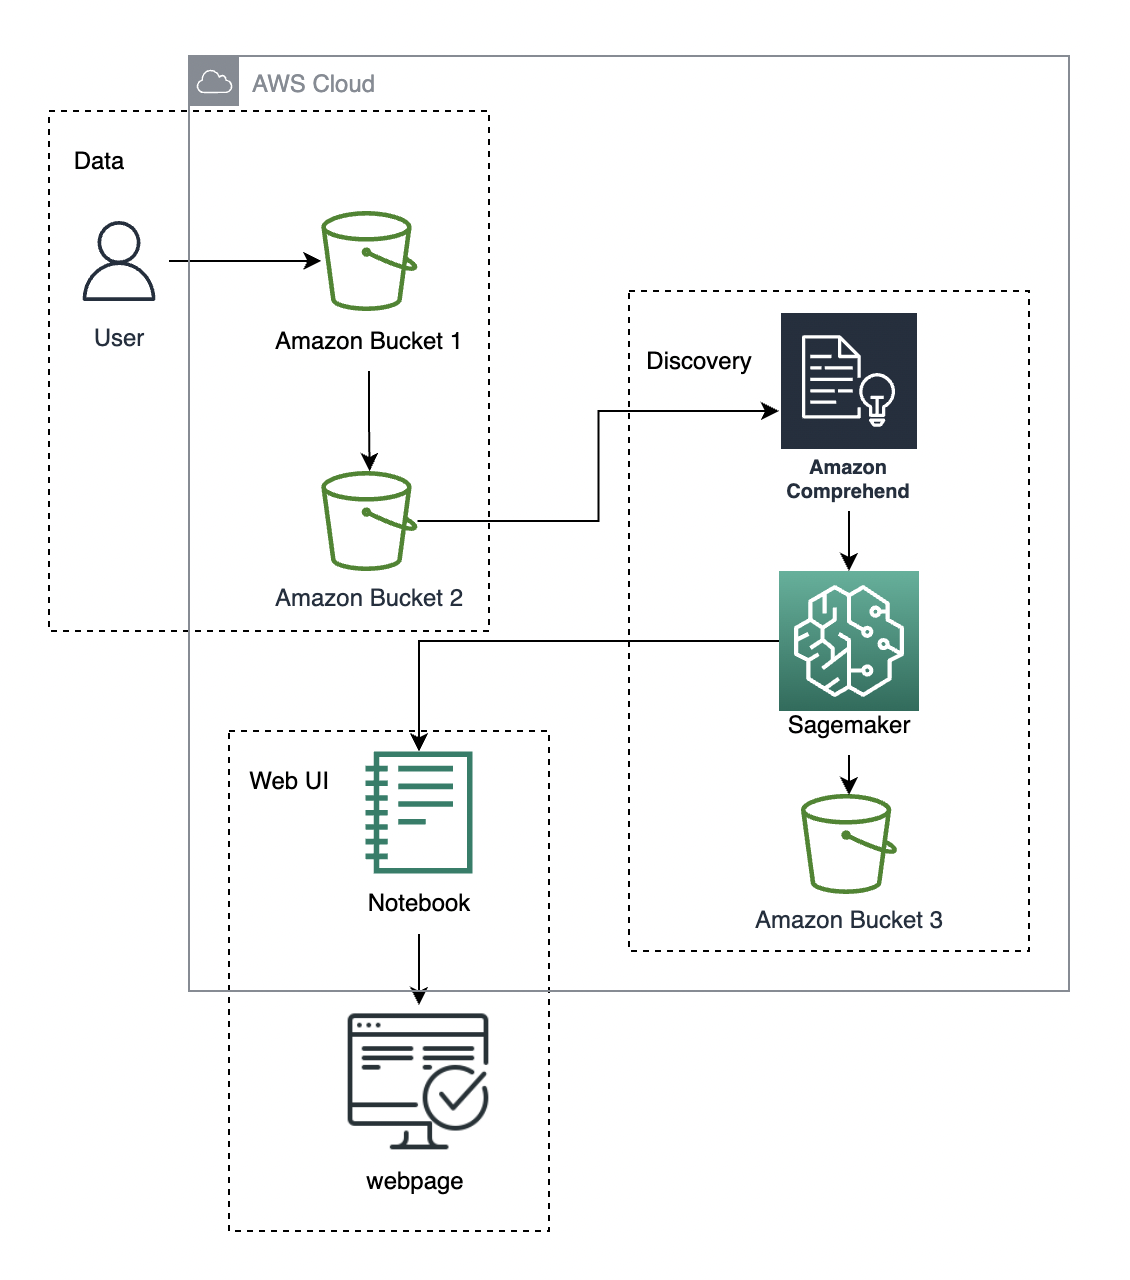 AWS Cloud
Data
User
Amazon Bucket 1
Amazon Bucket 2
Discovery
Amazon
Comprehend
Sagemaker
Amazon Bucket 3
Web UI
Notebook
webpage